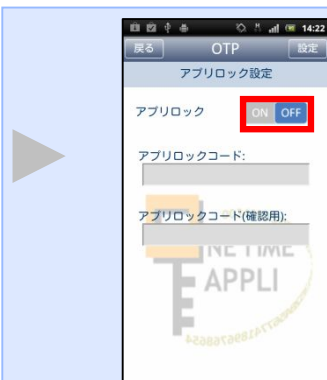 14:22
戻る OTP 設定
アプリロック設定
アプリロック ON OFF
アプリロックコード:
アプリロックコード(確認用):
NE TIME
APPLI